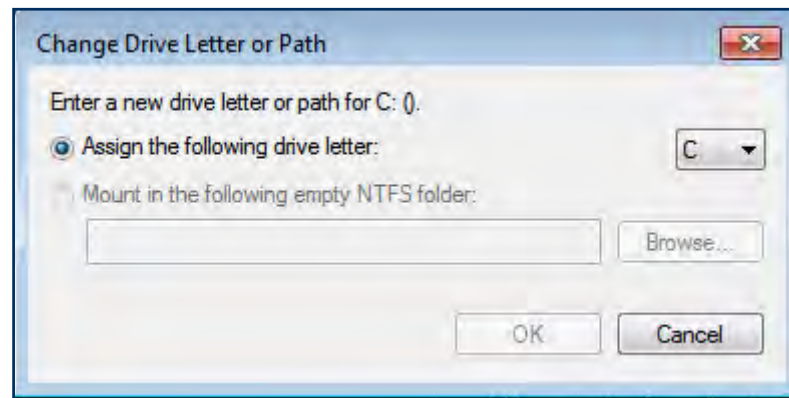 Change Drive Letter or Path
Enter a new drive letter or path for C: ().
Assign the following drive letter:
C
Mount in the following empty NTFS folder:
Browse...
OK
Cancel